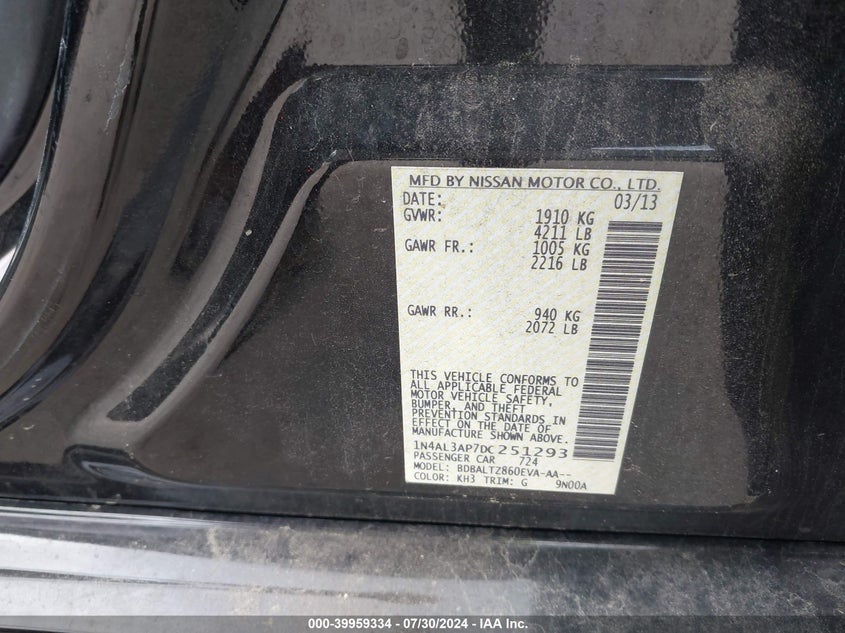 MFD BY NISSAN MOTOR CO., LTD.
DATE: 03/13
GVWR: 1910 KG
4211 LB
GAWR FR.: 1005 KG
2216 LB
GAWR RR.: 940 KG
2072 LB
THIS VEHICLE CONFORMS TO
ALL APPLICABLE FEDERAL
MOTOR VEHICLE SAFETY,
BUMPER, AND THEFT
PREVENTION STANDARDS IN
EFFECT ON THE DATE OF
MANUFACTURE SHOWN ABOVE.
1N4AL3AP7DC251293
PASSENGER CAR 724
MODEL: BDBALTZ860EVA-AA--
COLOR: KH3 TRIM: G 9N00A
000-39959334 / 07/30/2024 - IAA Inc.